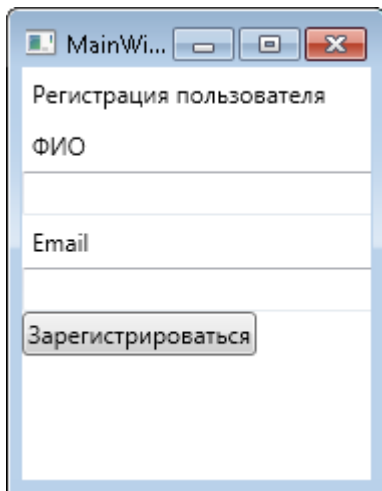 MainWi...
Регистрация пользователя
ФИО
Email
Зарегистрироваться